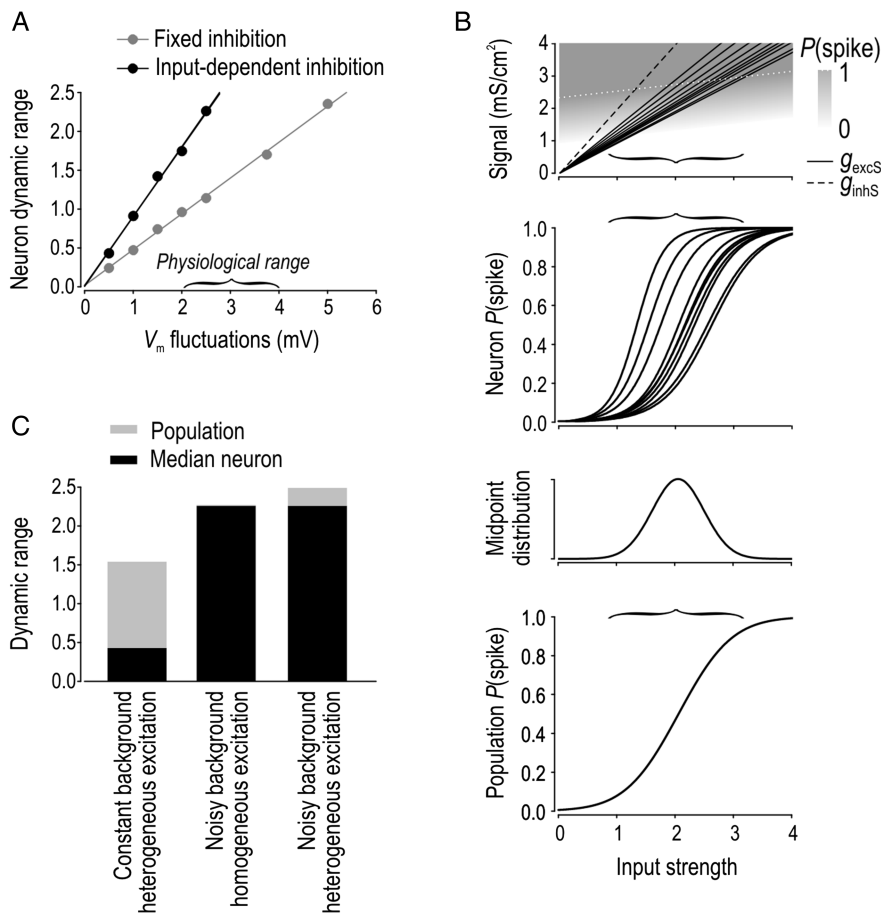 A
Fixed inhibition
Input-dependent inhibition
Neuron dynamic range
2.5
2.0
1.5
1.0
0.5
0.0
Physiological range
0 1 2 3 4 5 6
Vm fluctuations (mV)
B
Signal (mS/cm2)
4
3
2
1
0
P(spike)
1
0
gexcS
ginhS
Neuron P(spike)
1.0
0.8
0.6
0.4
0.2
0.0
Midpoint
distribution
Population P(spike)
1.0
0.8
0.6
0.4
0.2
0.0
0 1 2 3 4
Input strength
C
Population
Median neuron
Dynamic range
2.5
2.0
1.5
1.0
0.5
0.0
Constant background
heterogeneous excitation
Noisy background
homogeneous excitation
Noisy background
heterogeneous excitation